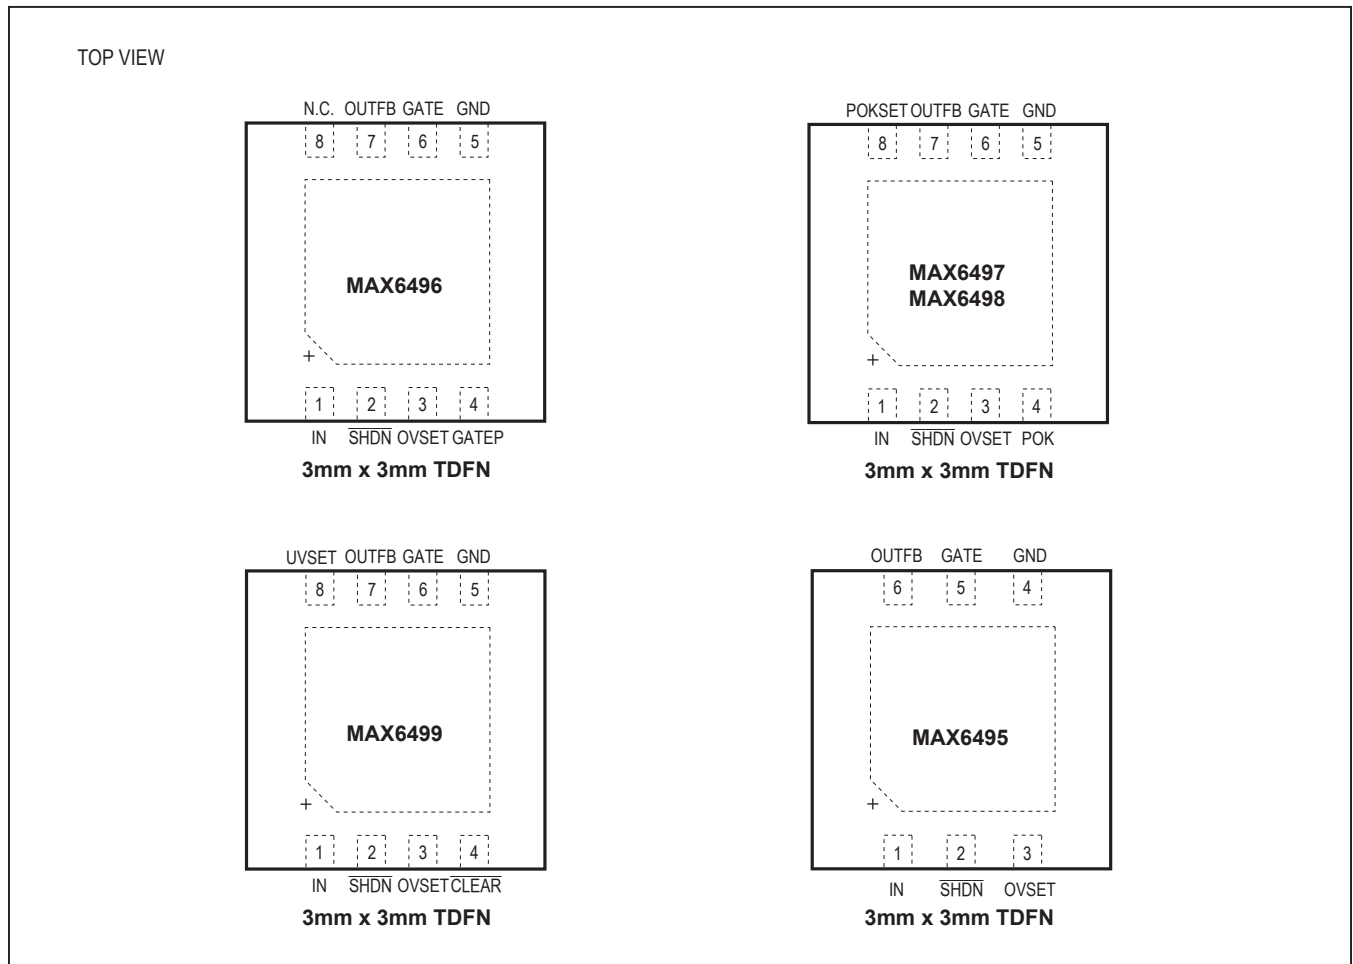 TOP VIEW
N.C. OUTFB GATE GND
8 7 6 5
MAX6496
+
1 2 3 4
IN SHDN OVSET GATEP
3mm x 3mm TDFN
POKSET OUTFB GATE GND
8 7 6 5
MAX6497
MAX6498
+
1 2 3 4
IN SHDN OVSET POK
3mm x 3mm TDFN
UVSET OUTFB GATE GND
8 7 6 5
MAX6499
+
1 2 3 4
IN SHDN OVSET CLEAR
3mm x 3mm TDFN
OUTFB GATE GND
6 5 4
MAX6495
+
1 2 3
IN SHDN OVSET
3mm x 3mm TDFN